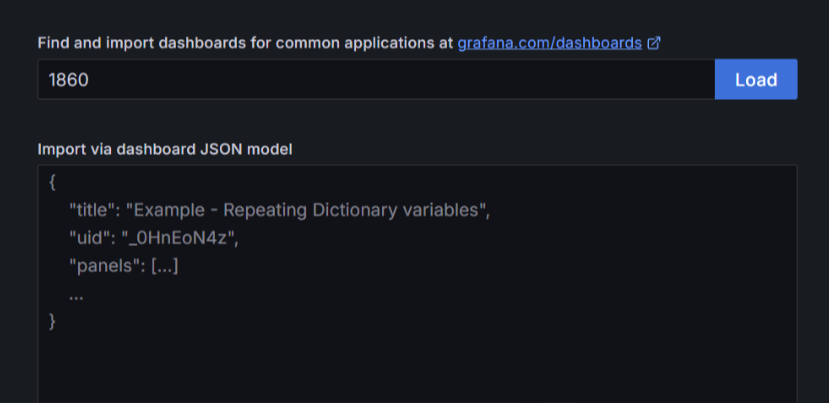 Find and import dashboards for common applications at grafana.com/dashboards
1860
Load
Import via dashboard JSON model
{
"title": "Example - Repeating Dictionary variables",
"uid": "_0HnEoN4z",
"panels": [...]
...
}